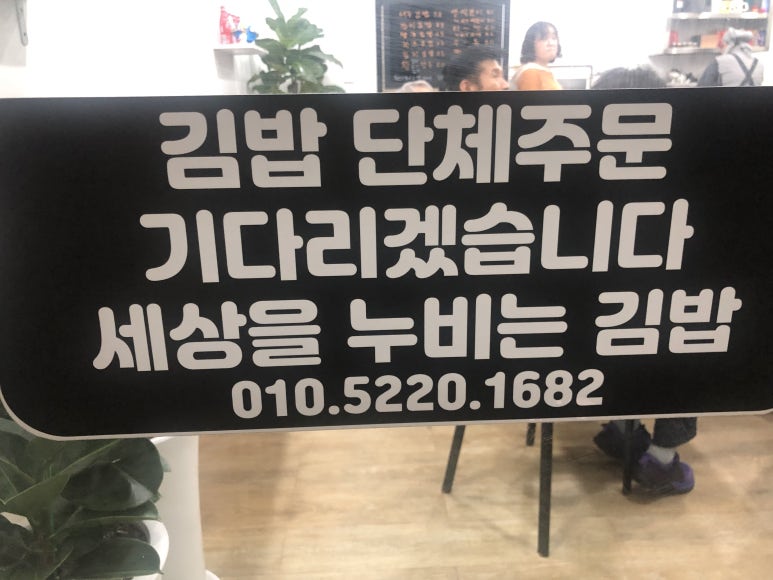 김밥 단체주문
기다리겠습니다
세상을 누비는 김밥
010.5220.1682